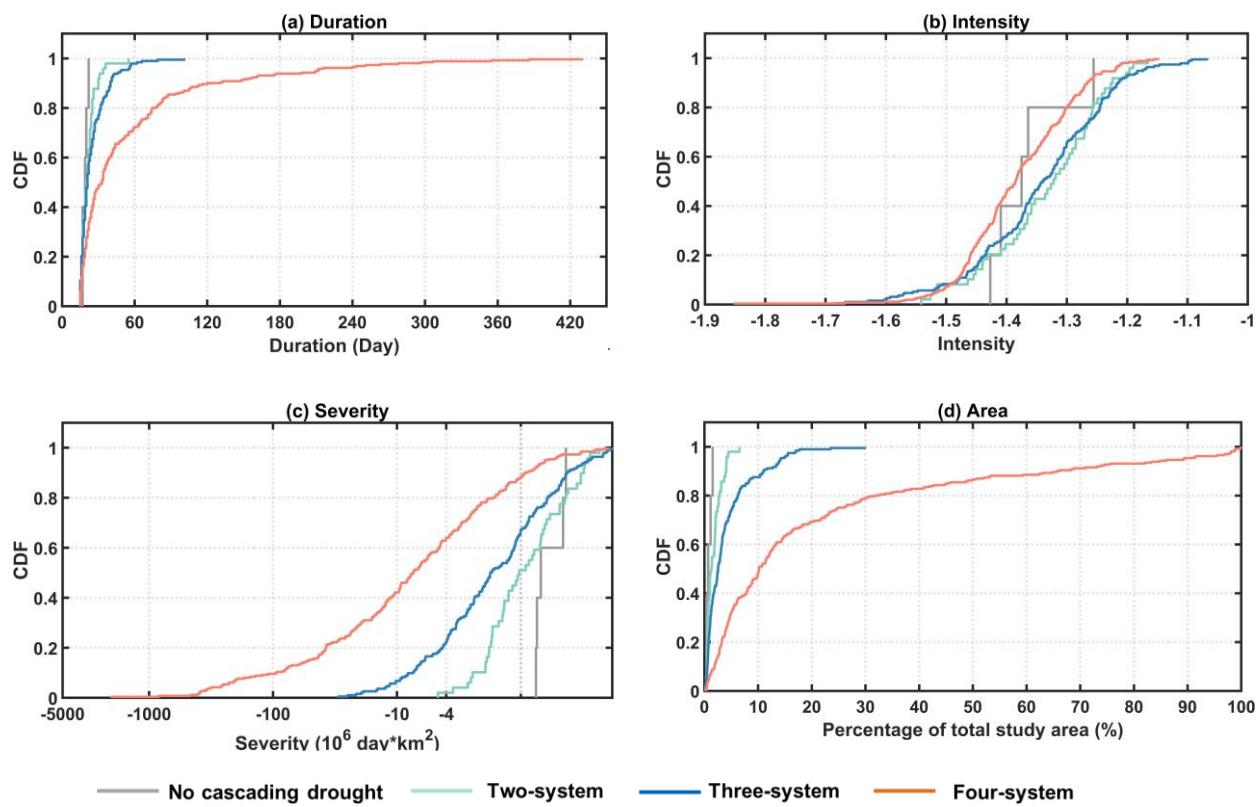 (a) Duration
CDF
1
0.8
0.6
0.4
0.2
0
0 60 120 180 240 300 360 420
Duration (Day)
(b) Intensity
CDF
1
0.8
0.6
0.4
0.2
0
-1.9 -1.8 -1.7 -1.6 -1.5 -1.4 -1.3 -1.2 -1.1 -1
Intensity
(c) Severity
CDF
1
0.8
0.6
0.4
0.2
0
-5000 -1000 -100 -10 -4
Severity (10⁶ day*km²)
(d) Area
CDF
1
0.8
0.6
0.4
0.2
0
0 10 20 30 40 50 60 70 80 90 100
Percentage of total study area (%)
No cascading drought Two-system Three-system Four-system